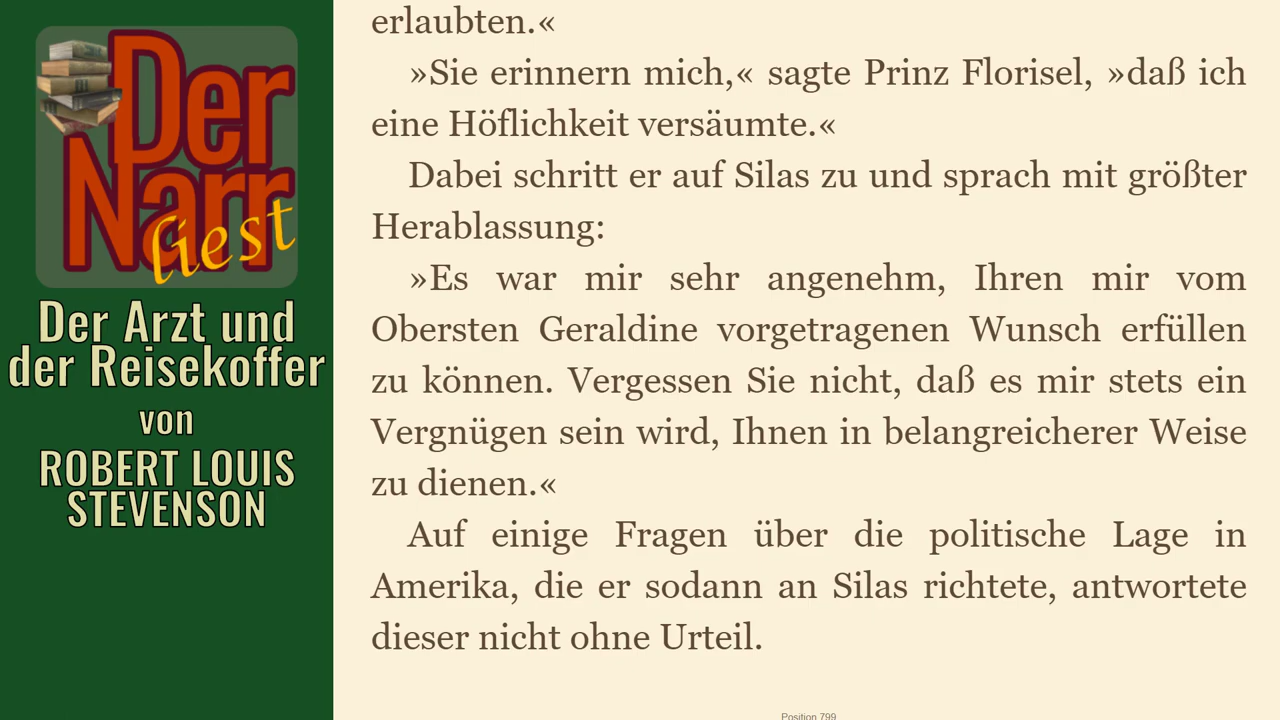 Der
Narr
liest
Der Arzt und
der Reisekoffer
von
ROBERT LOUIS
STEVENSON
erlaubten.«
»Sie erinnern mich,« sagte Prinz Florisel, »daß ich
eine Höflichkeit versäumte.«
Dabei schritt er auf Silas zu und sprach mit größter
Herablassung:
»Es war mir sehr angenehm, Ihren mir vom
Obersten Geraldine vorgetragenen Wunsch erfüllen
zu können. Vergessen Sie nicht, daß es mir stets ein
Vergnügen sein wird, Ihnen in belangreicherer Weise
zu dienen.«
Auf einige Fragen über die politische Lage in
Amerika, die er sodann an Silas richtete, antwortete
dieser nicht ohne Urteil.
Position 799